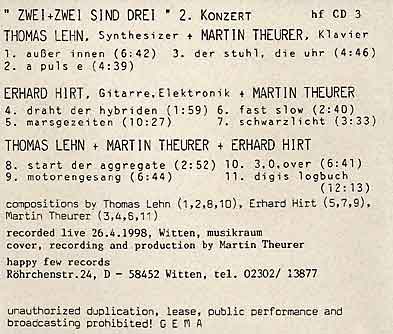 " ZWEI+ZWEI SIND DREI " 2. KONZERT hf CD 3
THOMAS LEHN, Synthesizer + MARTIN THEURER, Klavier
1. außer innen (6:42) 3. der stuhl, die uhr (4:46)
2. a puls e (4:39)
ERHARD HIRT, Gitarre,Elektronik + MARTIN THEURER
4. draht der hybriden (1:59) 6. fast slow (2:40)
5. marsgezeiten (10:27) 7. schwarzlicht (3:33)
THOMAS LEHN + MARTIN THEURER + ERHARD HIRT
8. start der aggregate (2:52) 10. 3.0.over (6:41)
9. motorengesang (6:44) 11. digis logbuch
(12:13)
compositions by Thomas Lehn (1,2,8,10), Erhard Hirt (5,7,9),
Martin Theurer (3,4,6,11)
recorded live 26.4.1998, Witten, musikraum
cover, recording and production by Martin Theurer
happy few records
Röhrchenstr.24, D - 58452 Witten, tel. 02302/ 13877
unauthorized duplication, lease, public performance and
broadcasting prohibited! G E M A